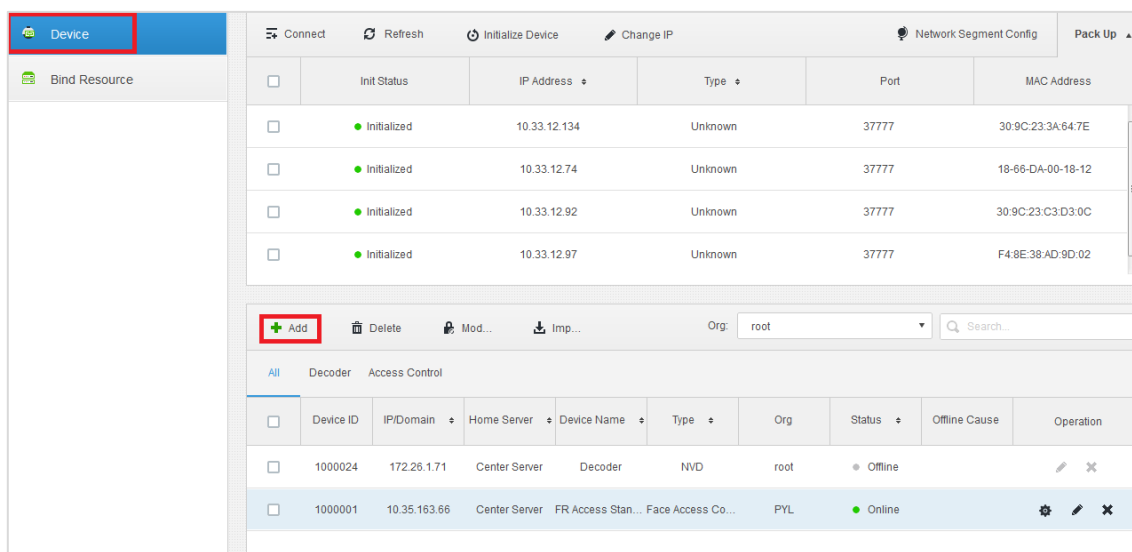 Device
Bind Resource
Connect Refresh Initialize Device Change IP Network Segment Config Pack Up
Init Status IP Address Type Port MAC Address
Initialized 10.33.12.134 Unknown 37777 30:9C:23:3A:64:7E
Initialized 10.33.12.74 Unknown 37777 18-66-DA-00-18-12
Initialized 10.33.12.92 Unknown 37777 30:9C:23:C3:D3:0C
Initialized 10.33.12.97 Unknown 37777 F4:8E:38:AD:9D:02
Add Delete Mod... Imp... Org: root Search...
All Decoder Access Control
Device ID IP/Domain Home Server Device Name Type Org Status Offline Cause Operation
1000024 172.26.1.71 Center Server Decoder NVD root Offline
1000001 10.35.163.66 Center Server FR Access Stan... Face Access Co... PYL Online